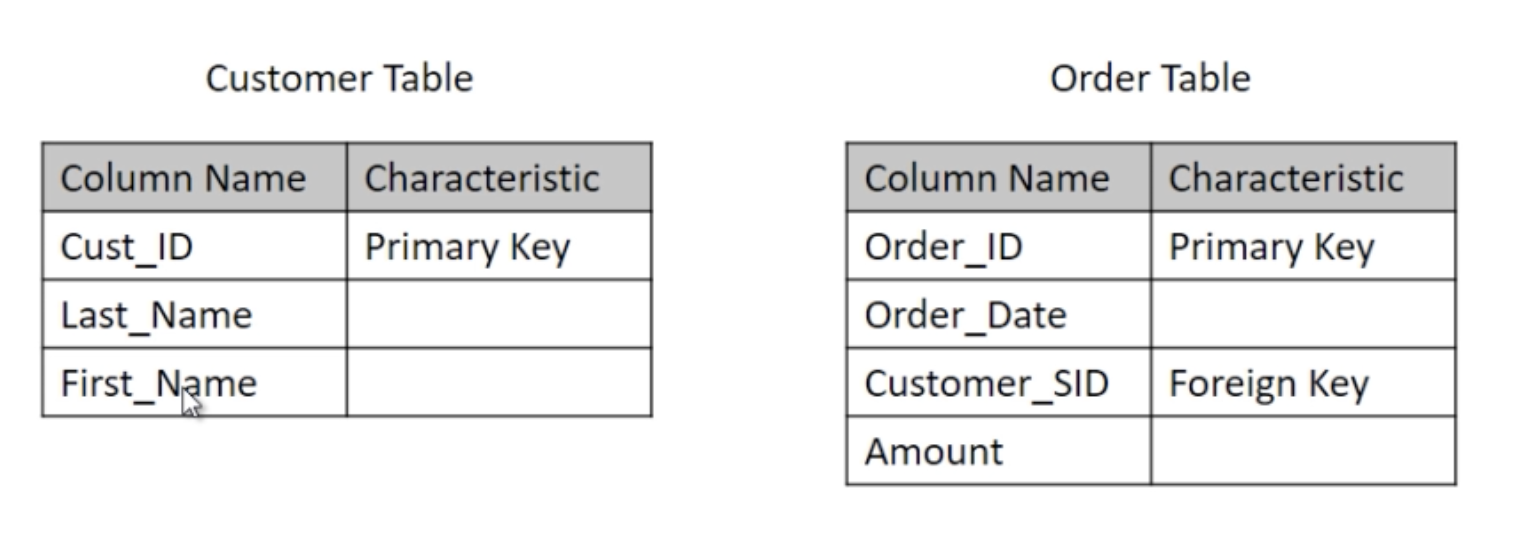 Customer Table
Column Name Characteristic
Cust_ID Primary Key
Last_Name
First_Name
Order Table
Column Name Characteristic
Order_ID Primary Key
Order_Date
Customer_SID Foreign Key
Amount